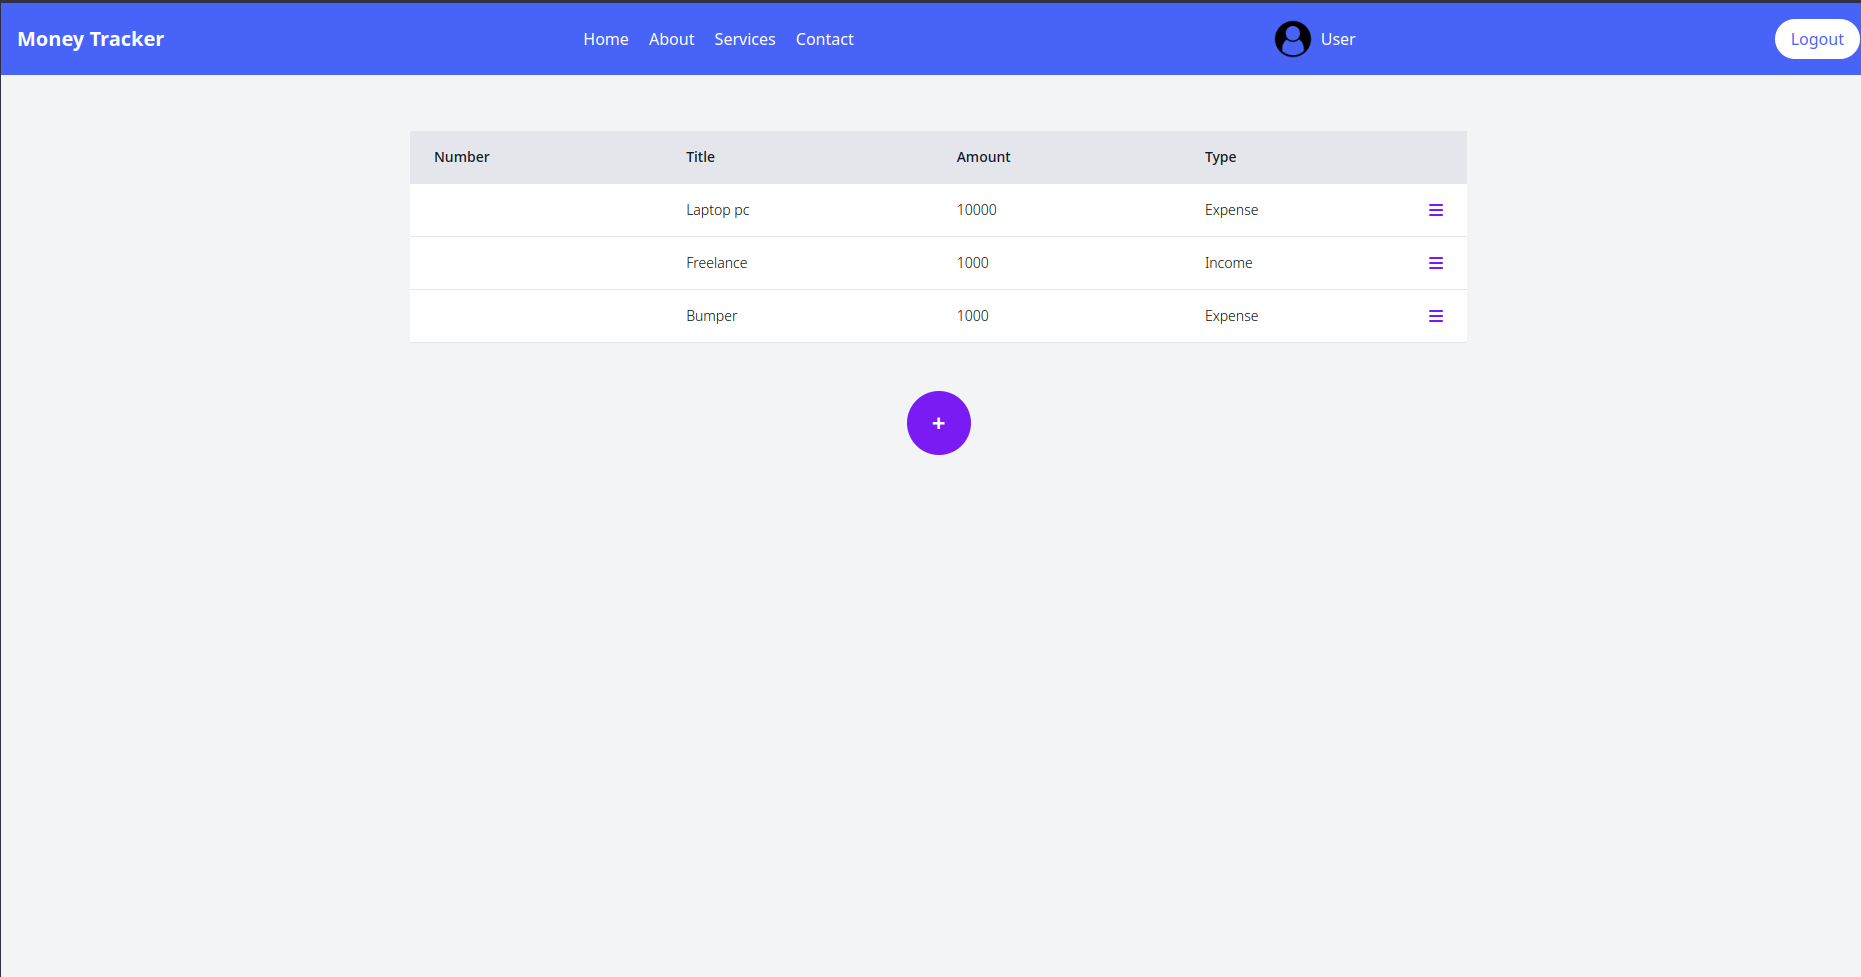 Money Tracker Home About Services Contact User Logout
Number Title Amount Type
Laptop pc 10000 Expense
Freelance 1000 Income
Bumper 1000 Expense
+